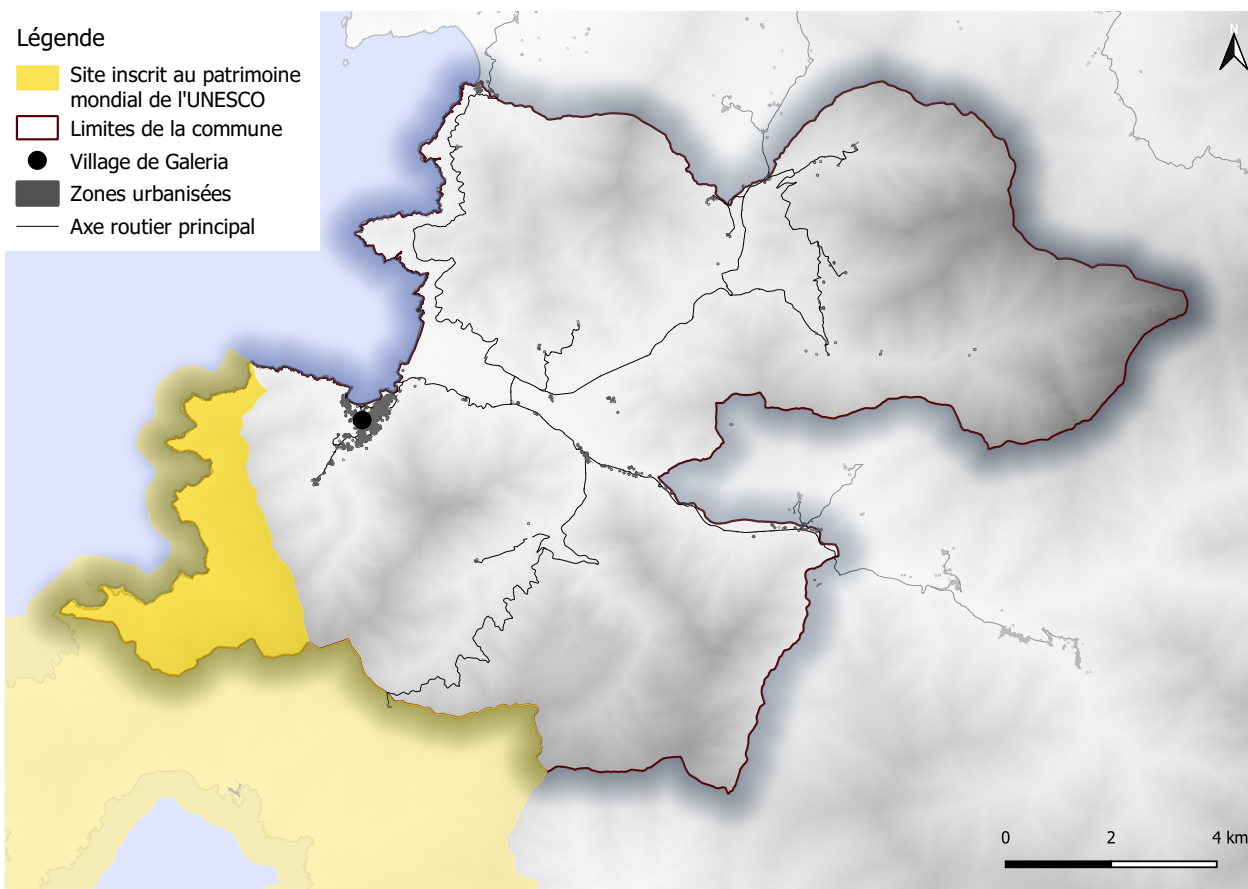 Légende
Site inscrit au patrimoine
mondial de l'UNESCO
Limites de la commune
Village de Galeria
Zones urbanisées
Axe routier principal
N
0 2 4 km